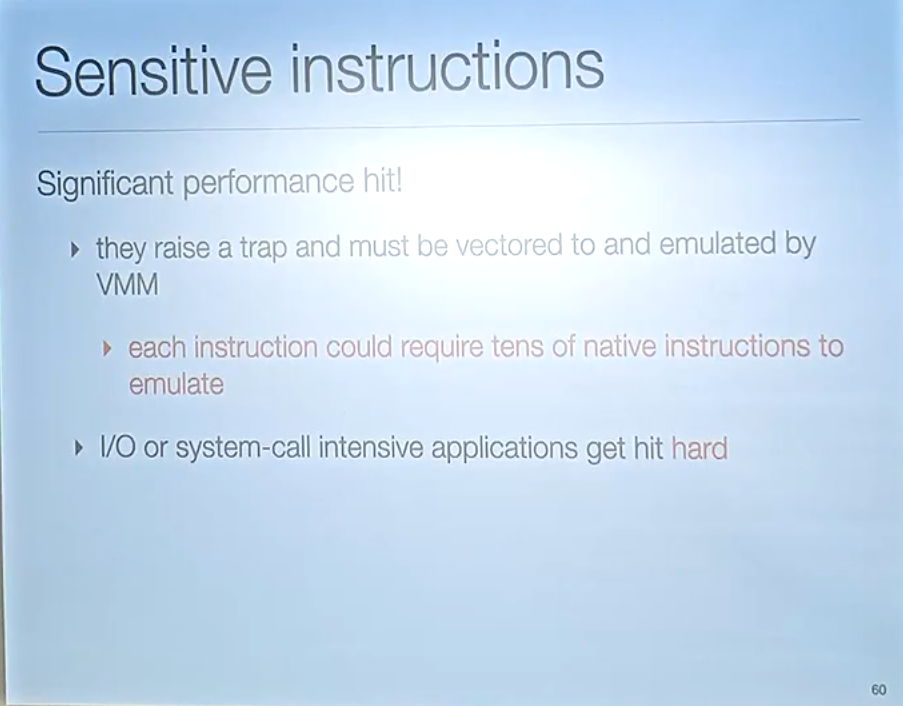 Sensitive instructions
Significant performance hit!
they raise a trap and must be vectored to and emulated by
VMM
each instruction could require tens of native instructions to
emulate
I/O or system-call intensive applications get hit hard
60